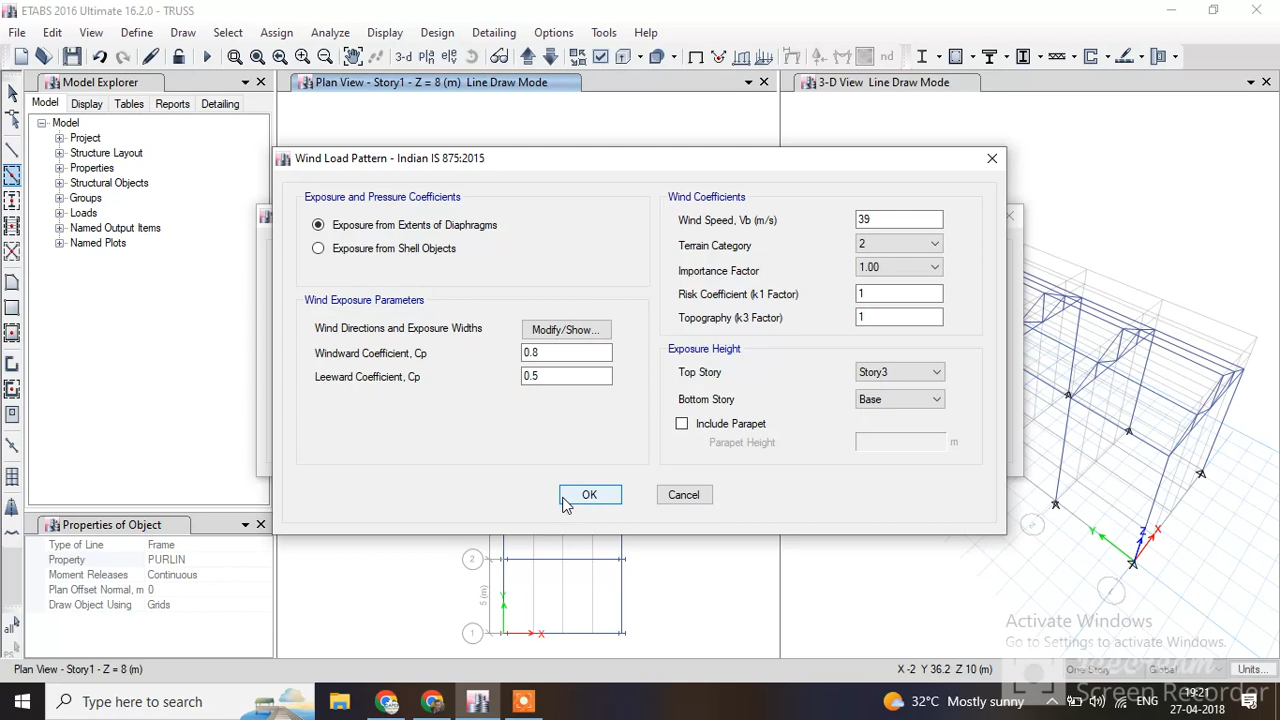 ETABS 2016 Ultimate 16.2.0 - TRUSS
File Edit View Define Draw Select Assign Analyze Display Design Detailing Options Tools Help
3-d nd
Model Explorer
Plan View - Story1 - Z = 8 (m) Line Draw Mode
3-D View Line Draw Mode
Model Display Tables Reports Detailing
Model
Project
Structure Layout
Properties
Structural Objects
Groups
Loads
Named Output Items
Named Plots
Wind Load Pattern - Indian IS 875:2015
Exposure and Pressure Coefficients
Exposure from Extents of Diaphragms
Exposure from Shell Objects
Wind Exposure Parameters
Wind Directions and Exposure Widths Modify/Show...
Windward Coefficient, Cp 0.8
Leeward Coefficient, Cp 0.5
Wind Coefficients
Wind Speed, Vb (m/s) 39
Terrain Category 2
Importance Factor 1.00
Risk Coefficient (k1 Factor) 1
Topography (k3 Factor) 1
Exposure Height
Top Story Story3
Bottom Story Base
Include Parapet
Parapet Height m
OK Cancel
Properties of Object
Type of Line Frame
Property PURLIN
Moment Releases Continuous
Plan Offset Normal, m 0
Draw Object Using Grids
all
2
5 (m)
Y
1
X
Y Z X
Activate Windows
Go to Settings to activate Windows.
Plan View - Story1 - Z = 8 (m) X -2 Y 36.2 Z 10 (m) One Story Global Units...
Type here to search
32°C Mostly sunny
19:21
27-04-2018
Screen Recorder